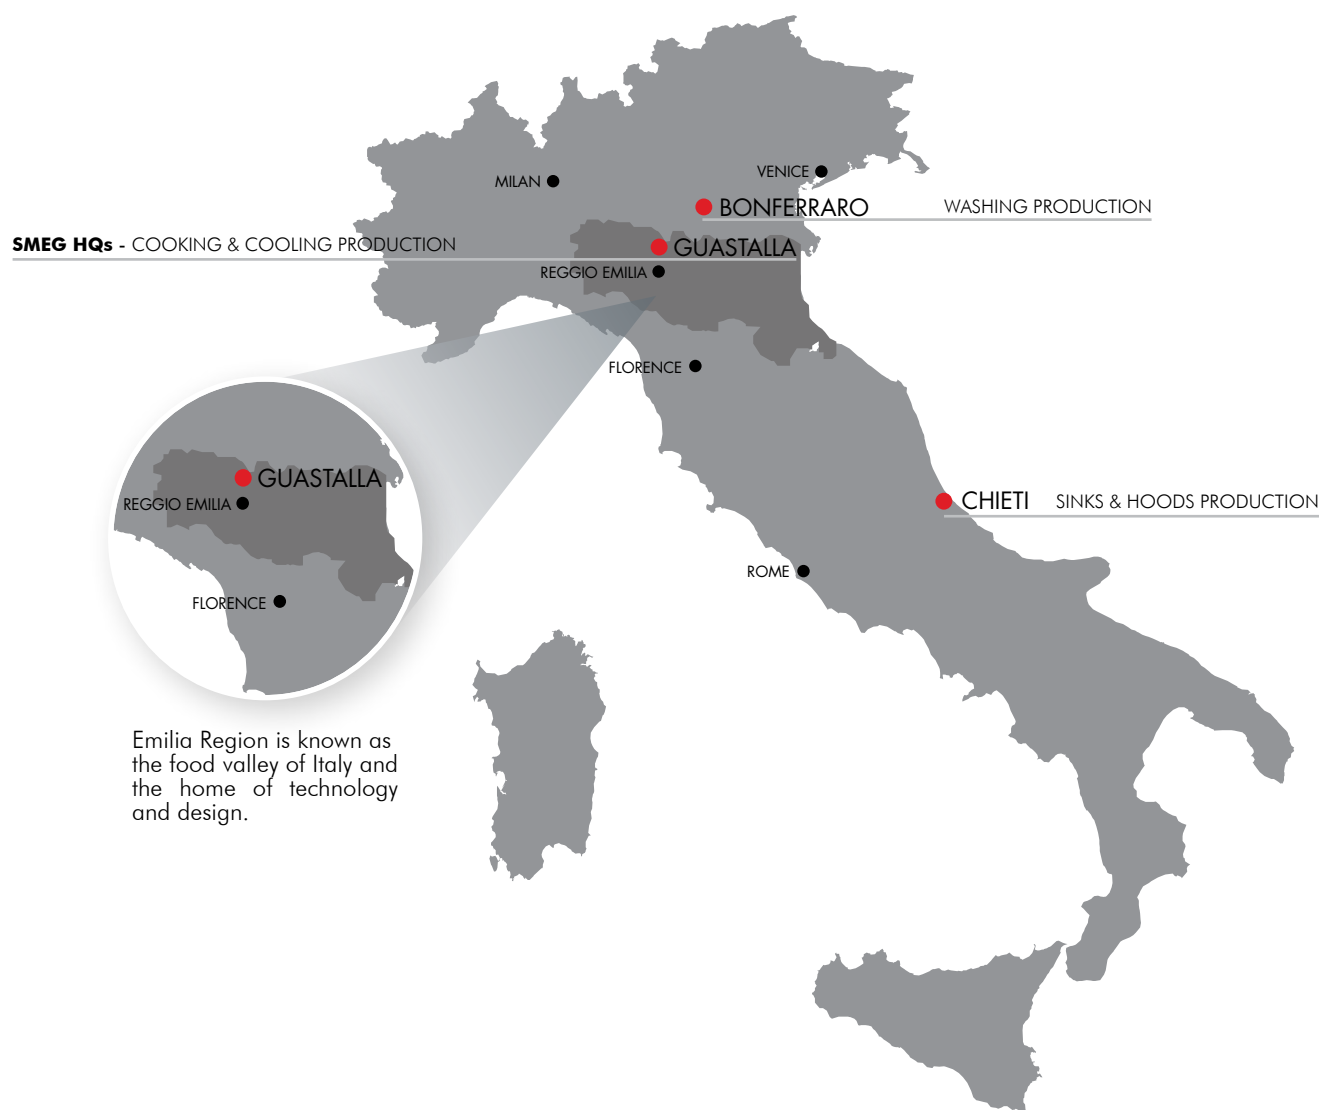 MILAN
VENICE
BONFERRARO WASHING PRODUCTION
SMEG HQs - COOKING & COOLING PRODUCTION GUASTALLA
REGGIO EMILIA
FLORENCE
GUASTALLA
REGGIO EMILIA
FLORENCE
CHIETI SINKS & HOODS PRODUCTION
ROME
Emilia Region is known as
the food valley of Italy and
the home of technology
and design.